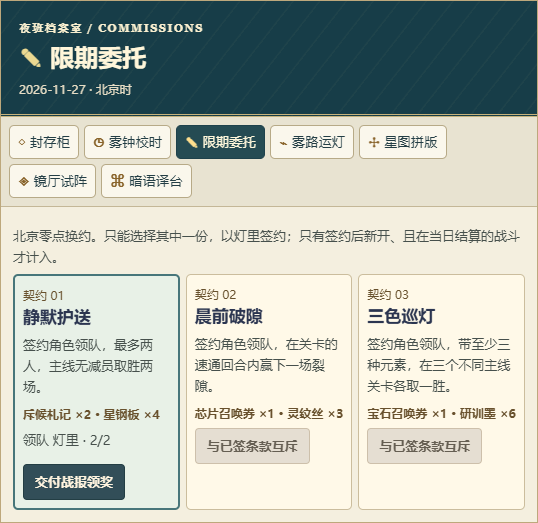 夜班档案室 / COMMISSIONS
限期委托
2026-11-27 · 北京时
封存柜
雾钟校时
限期委托
雾路运灯
星图拼版
镜厅试阵
暗语译台
北京零点换约。只能选择其中一份，以灯里签约；只有签约后新开、且在当日结算的战斗
才计入。
契约 01
静默护送
签约角色领队，最多两
人，主线无减员取胜两
场。
斥候札记 ×2 • 星钢板 ×4
领队 灯里 · 2/2
交付战报领奖
契约 02
晨前破隙
签约角色领队，在关卡的
速通回合内赢下一场裂
隙。
芯片召唤券 ×1 • 灵纹丝 ×3
与已签条款互斥
契约 03
三色巡灯
签约角色领队，带至少三
种元素，在三个不同主线
关卡各取一胜。
宝石召唤券 ×1 • 研训墨 ×6
与已签条款互斥